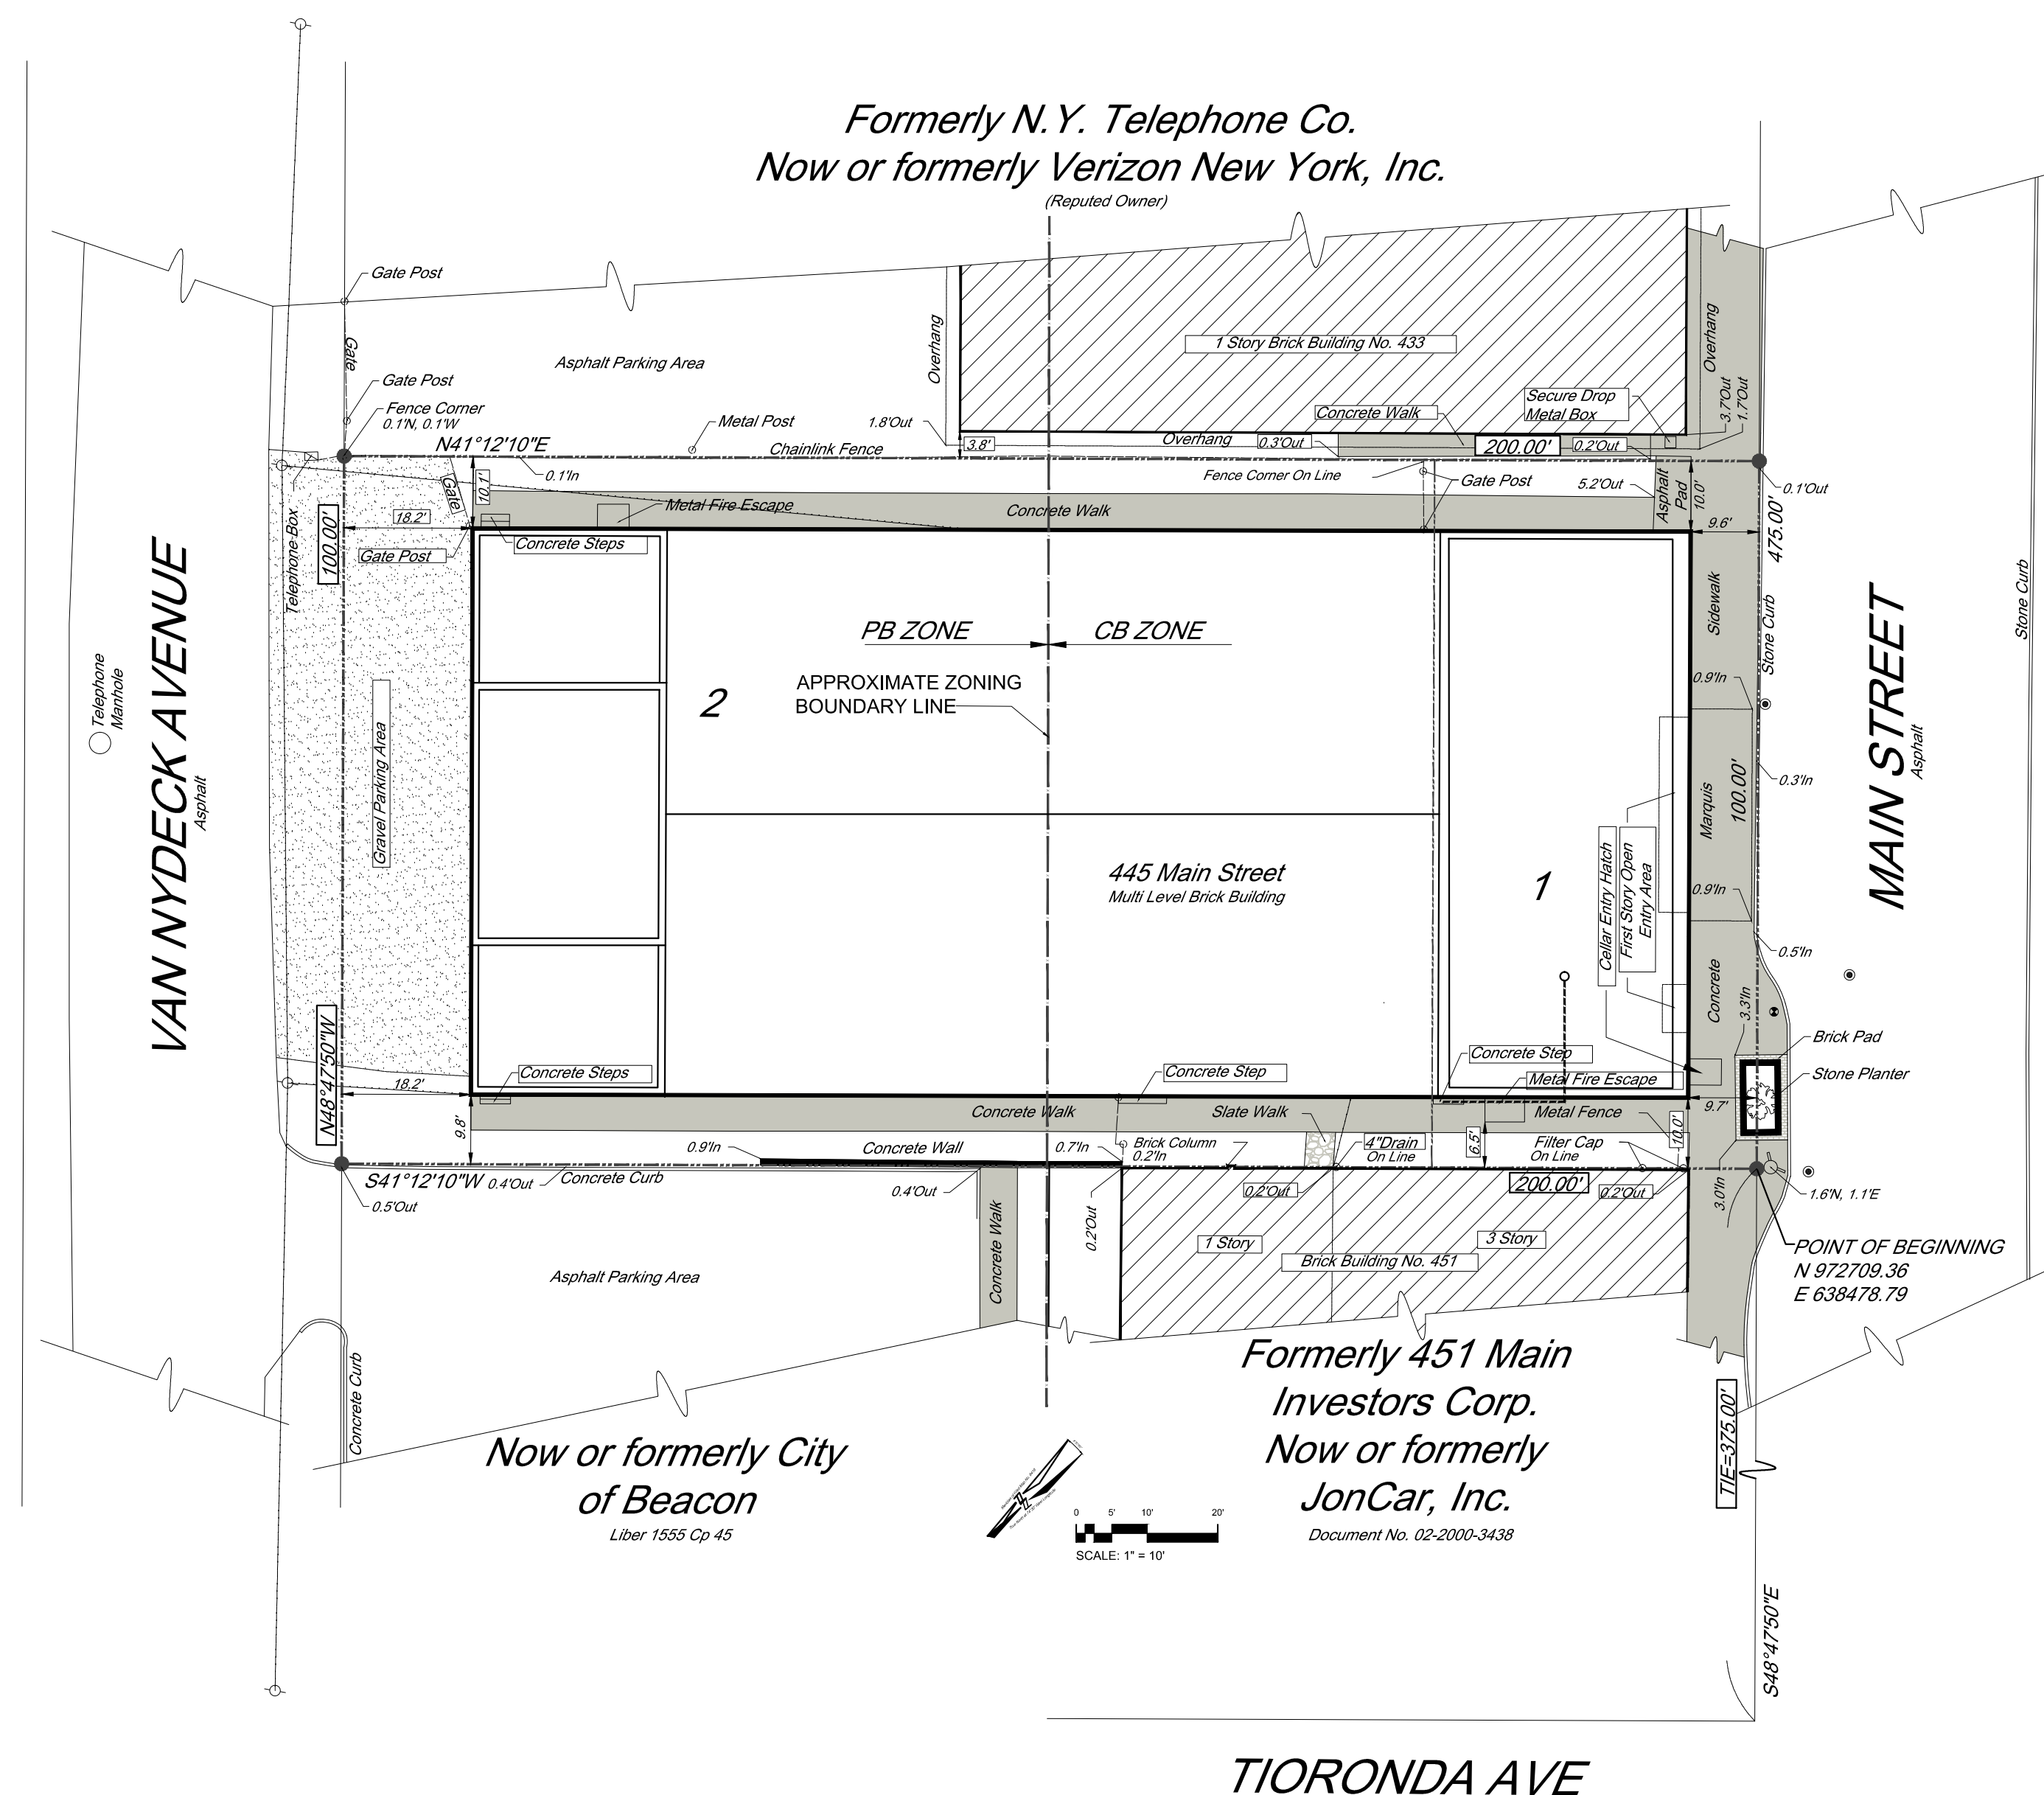 Formerly N.Y. Telephone Co.
Now or formerly Verizon New York, Inc.
(Reputed Owner)
Gate Post
Gate
Asphalt Parking Area
Overhang
1 Story Brick Building No. 433
Overhang
Gate Post
Fence Corner
0.1'N, 0.1'W
N41°12'10"E
0.1'In
Metal Post
Chainlink Fence
1.8'Out
3.8'
Overhang
0.3'Out
Concrete Walk
200.00'
Secure Drop
Metal Box
0.2'Out
3.7'Out
1.7'Out
Fence Corner On Line
Gate Post
5.2'Out
Asphalt
Pad
10.0'
0.1'Out
475.00'
9.6'
Telephone Box
100.00'
18.2'
Gate
10.1'
Gate Post
Concrete Steps
Metal Fire Escape
Concrete Walk
Telephone
Manhole
VAN NYDECK AVENUE
Asphalt
Gravel Parking Area
PB ZONE
CB ZONE
2
APPROXIMATE ZONING
BOUNDARY LINE
445 Main Street
Multi Level Brick Building
1
Cellar Entry Hatch
First Story Open
Entry Area
Sidewalk
Stone Curb
0.9'In
Marquis
100.00'
0.3'In
0.9'In
0.5'In
Concrete
3.3'In
MAIN STREET
Asphalt
Stone Curb
Brick Pad
Stone Planter
N48°47'50"W
18.2'
Concrete Steps
Concrete Step
Concrete Step
Metal Fire Escape
9.7'
9.8'
Concrete Walk
Slate Walk
Metal Fence
10.0'
0.9'In
Concrete Wall
0.7'In
Brick Column
0.2'In
4"Drain
On Line
6.5'
Filter Cap
On Line
S41°12'10"W
0.4'Out
Concrete Curb
0.5'Out
0.4'Out
0.2'Out
200.00'
0.2'Out
3.0'In
1.6'N, 1.1'E
Concrete Walk
0.2'Out
1 Story
3 Story
Brick Building No. 451
POINT OF BEGINNING
N 972709.36
E 638478.79
Asphalt Parking Area
Concrete Curb
Now or formerly City
of Beacon
Liber 1555 Cp 45
Formerly 451 Main
Investors Corp.
Now or formerly
JonCar, Inc.
Document No. 02-2000-3438
0 5' 10' 20'
SCALE: 1" = 10'
TIE=375.00'
S48°47'50"E
TIORONDA AVE